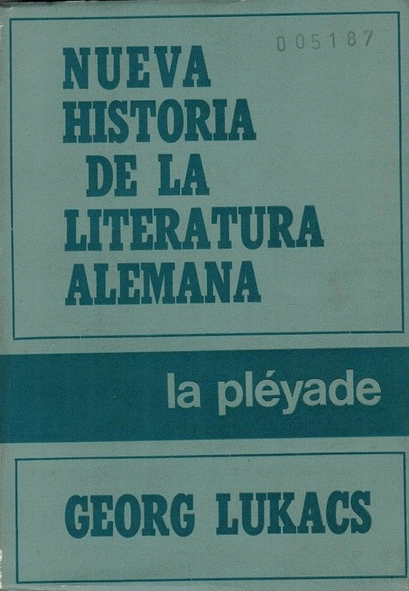 005187
NUEVA
HISTORIA
DE LA
LITERATURA
ALEMANA
la pléyade
GEORG LUKACS